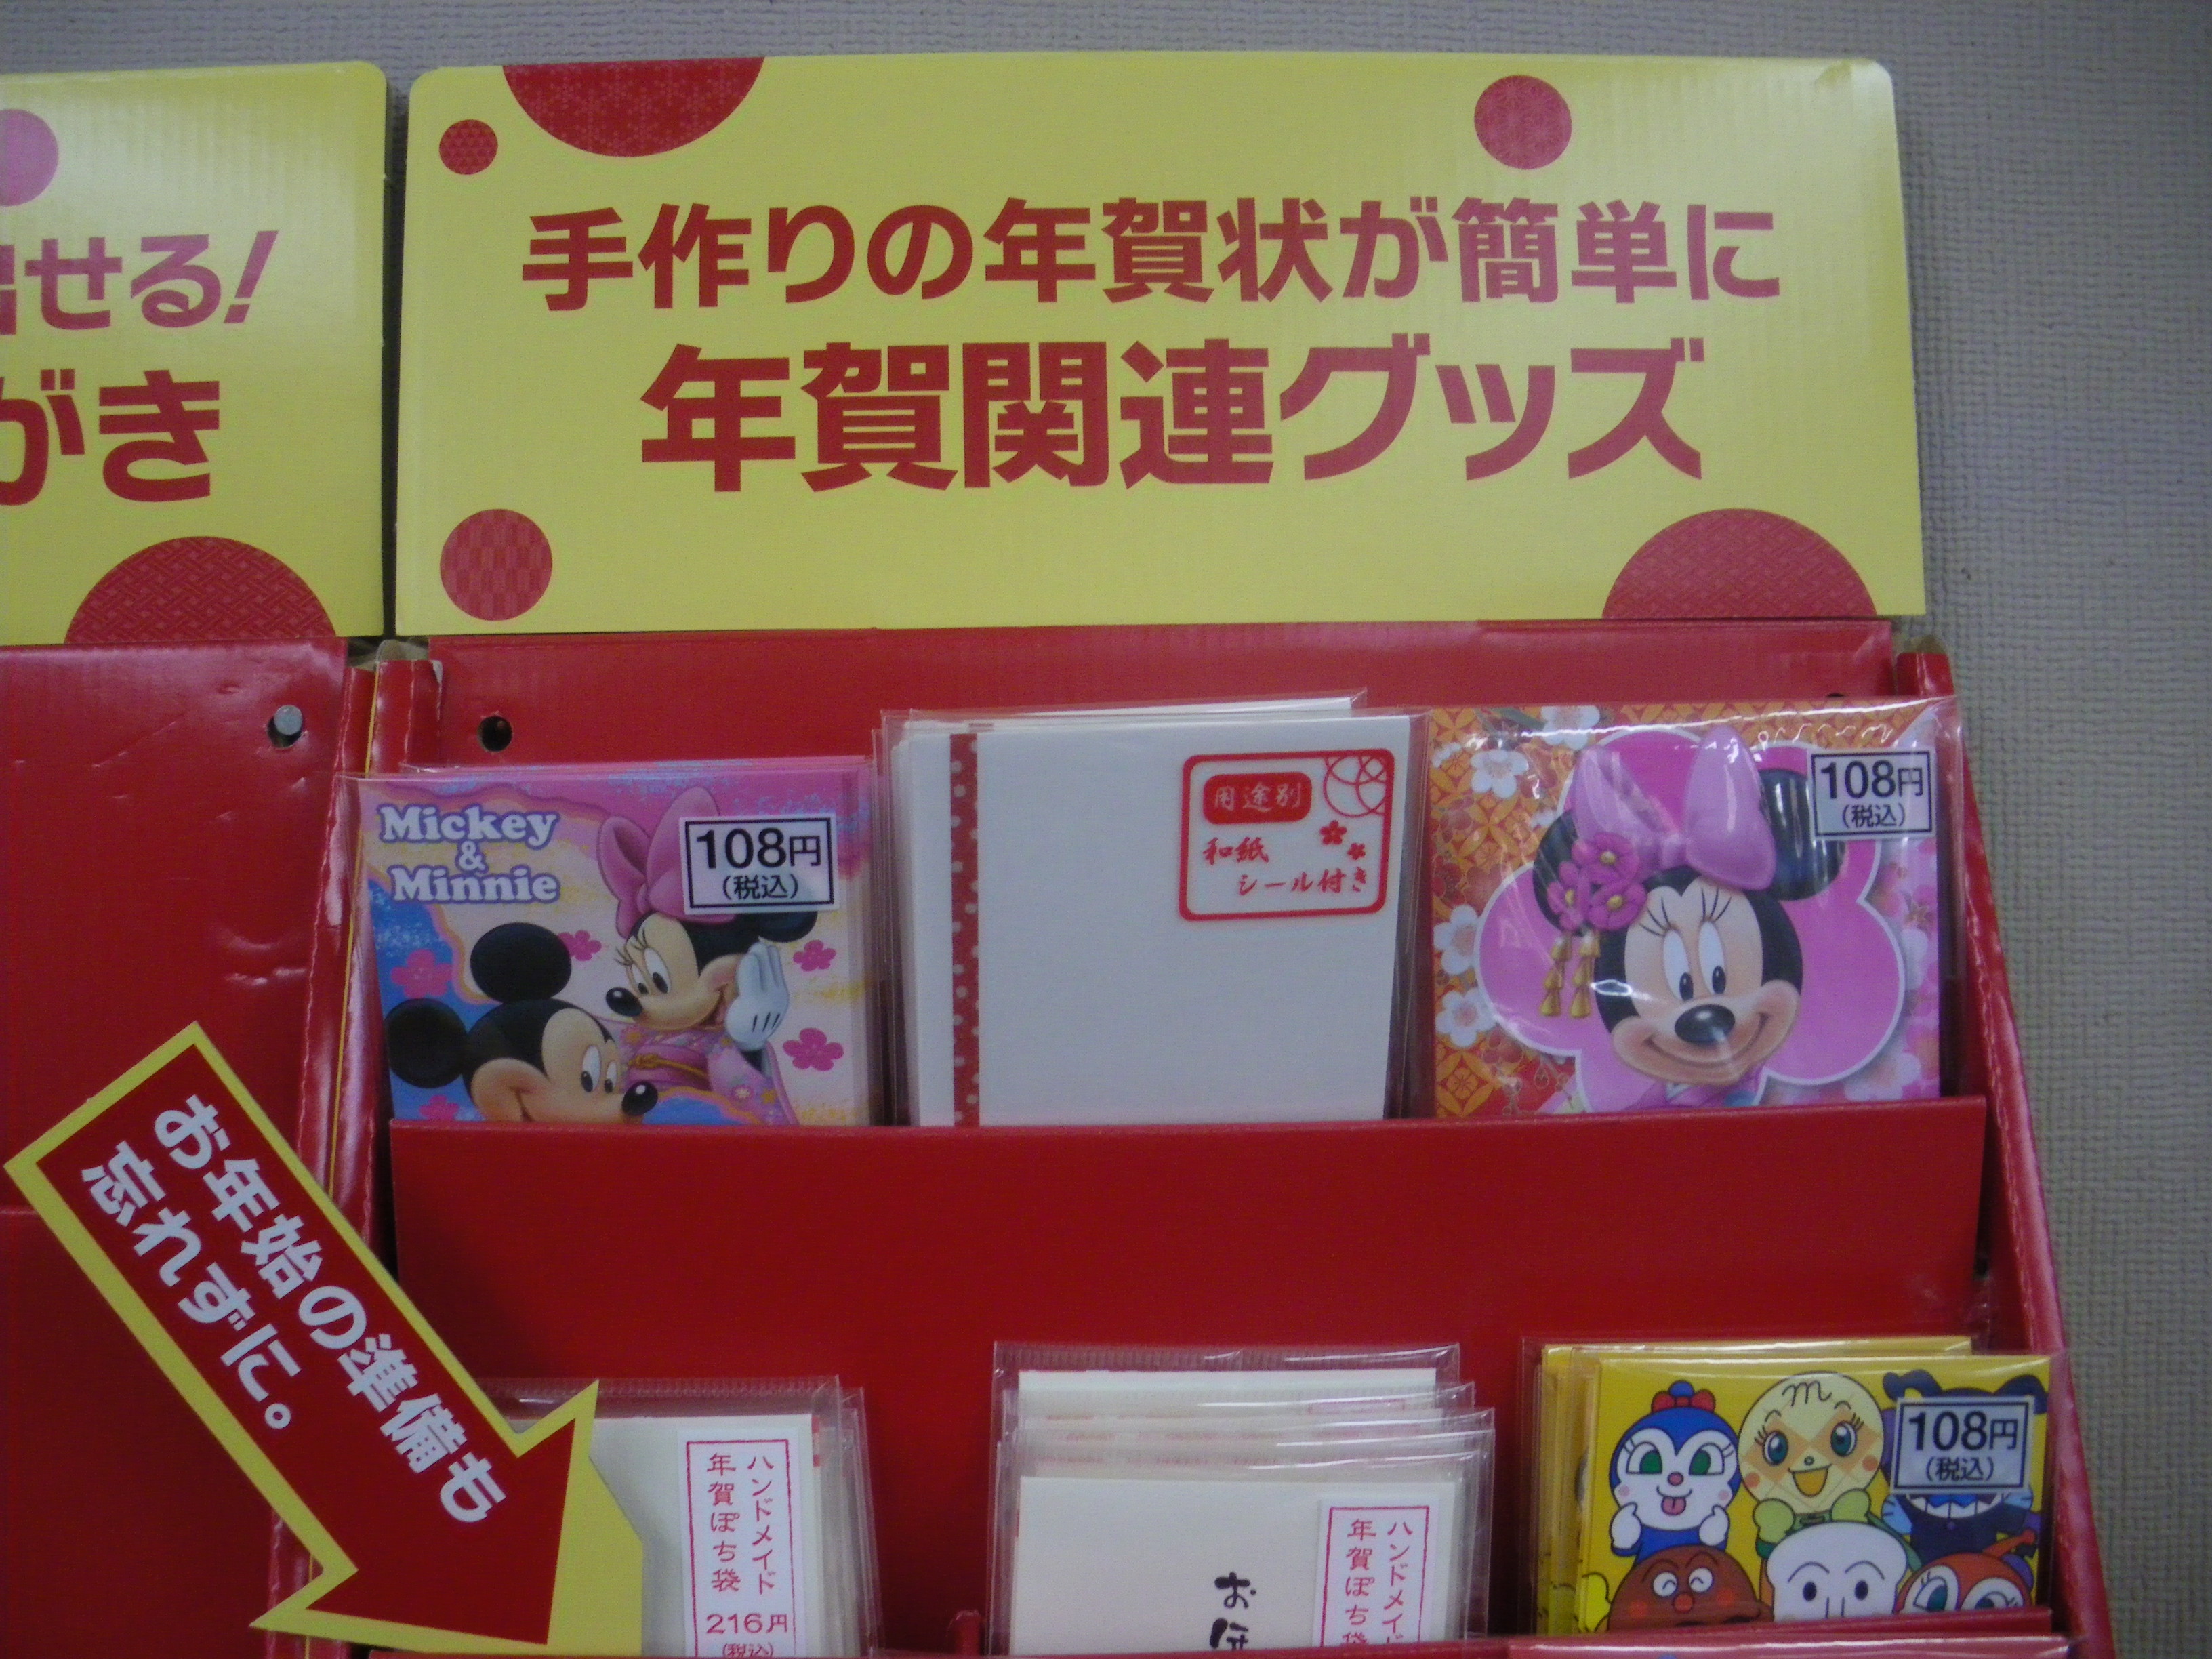 せる!
がき
手作りの年賀状が簡単に
年賀関連グッズ
Mickey
&
Minnie
108円
(税込)
用途別
和紙
シール付き
108円
(税込)
お年始の準備も
忘れずに。
ハンドメイド
年賀ぽち袋
216円
(税込)
お
ハンドメイ
年賀ぽち
108円
(税込)
m